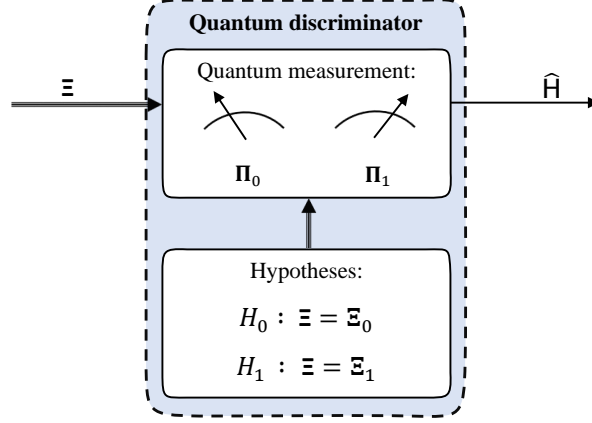 Quantum discriminator
Quantum measurement:
Ξ
Ĥ
Π₀ Π₁
Hypotheses:
H₀ : Ξ = Ξ₀
H₁ : Ξ = Ξ₁